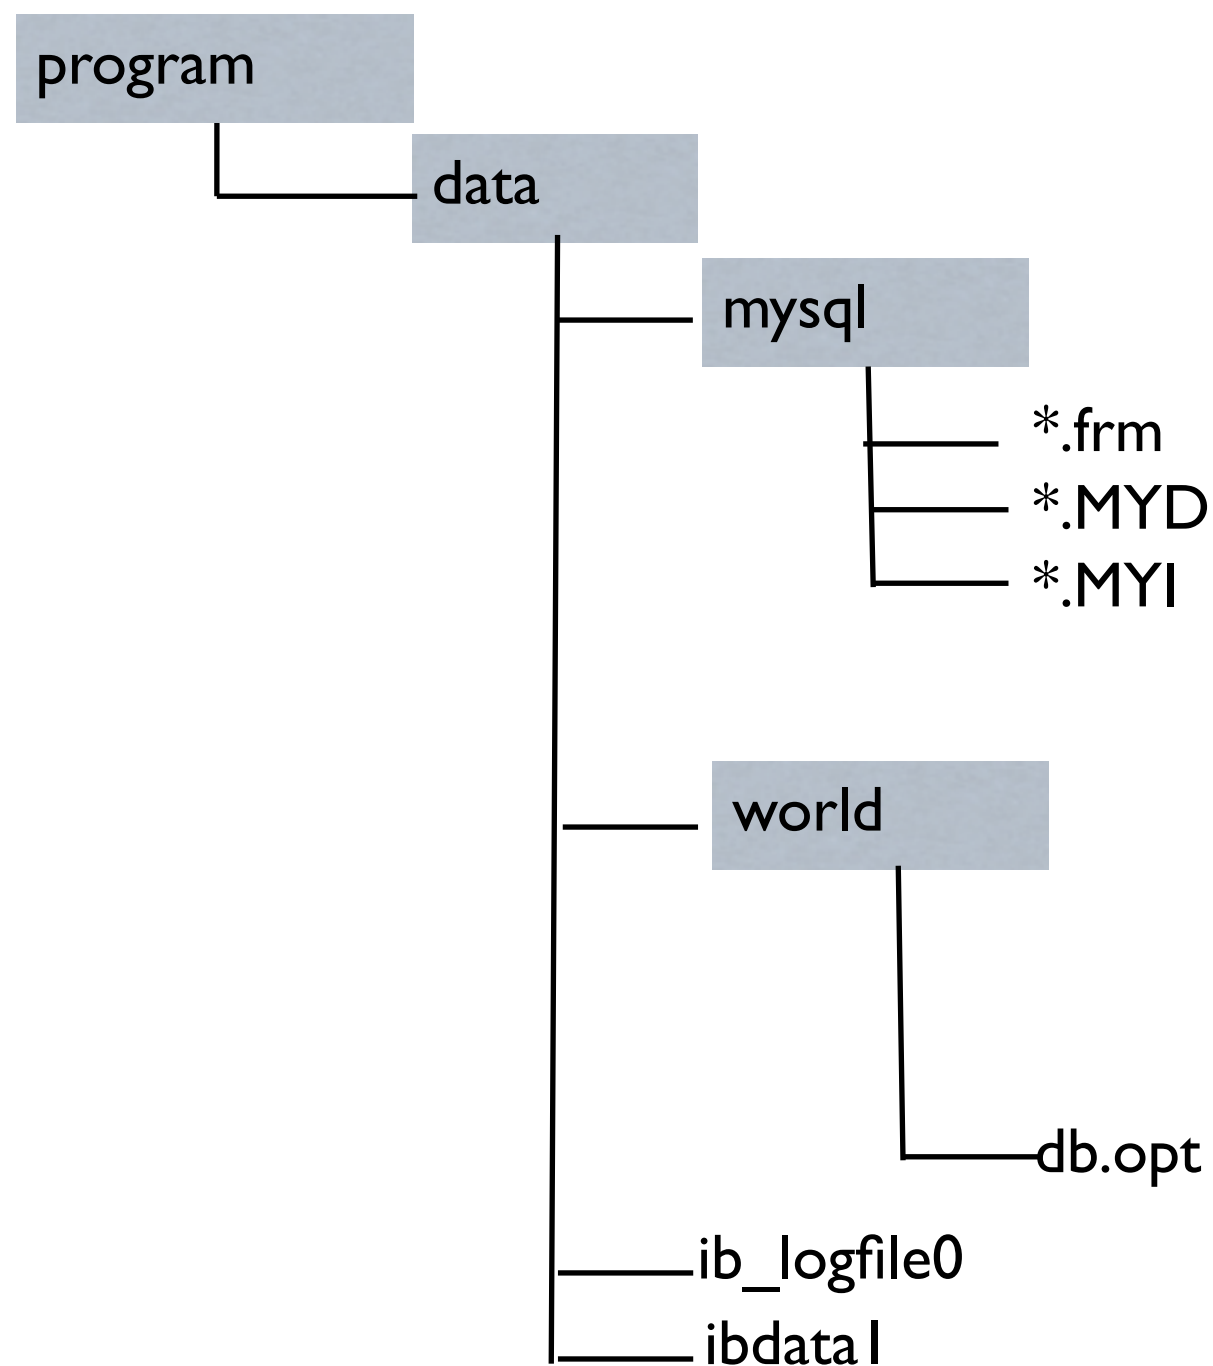 program
data
mysql
*.frm
*.MYD
*.MYI
world
db.opt
ib_logfile0
ibdata1